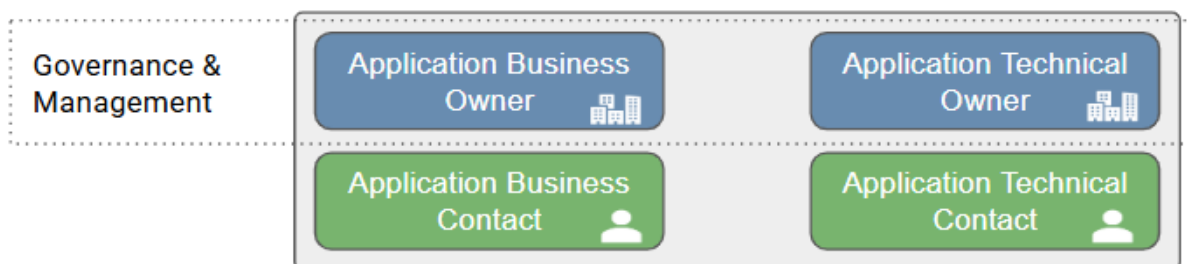 Governance &
Management
Application Business
Owner
Application Technical
Owner
Application Business
Contact
Application Technical
Contact